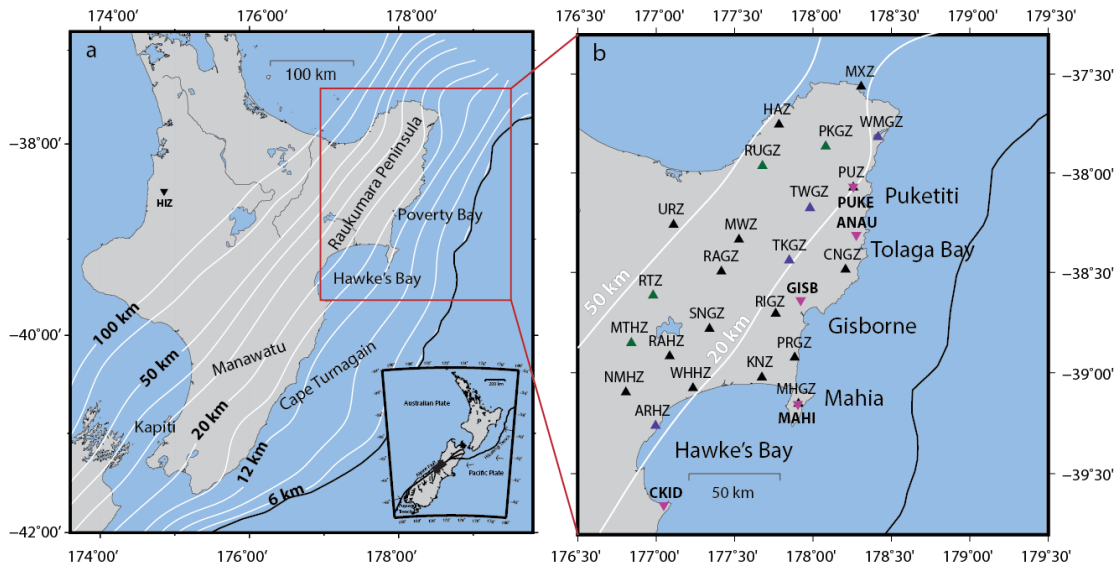 174˚00' 176˚00' 178˚00'
176˚30' 177˚00' 177˚30' 178˚00' 178˚30' 179˚00' 179˚30'
a
100 km
−38˚00'
HIZ
Raukumara Peninsula
Poverty Bay
Hawke's Bay
−40˚00'
100 km
50 km
Manawatu
20 km
Cape Turnagain
Kapiti
12 km
6 km
Australian Plate
Pacific Plate
−42˚00'
174˚00' 176˚00' 178˚00'
b
MXZ
−37˚30'
HAZ
WMGZ
PKGZ
RUGZ
PUZ
−38˚00'
TWGZ
PUKE
Puketiti
ANAU
URZ
MWZ
TKGZ
Tolaga Bay
RAGZ
CNGZ
−38˚30'
50 km
RTZ
GISB
RIGZ
SNGZ
20 km
Gisborne
MTHZ
RAHZ
PRGZ
KNZ
WHHZ
−39˚00'
NMHZ
MHGZ
Mahia
MAHI
ARHZ
Hawke's Bay
−39˚30'
50 km
CKID
176˚30' 177˚00' 177˚30' 178˚00' 178˚30' 179˚00' 179˚30'